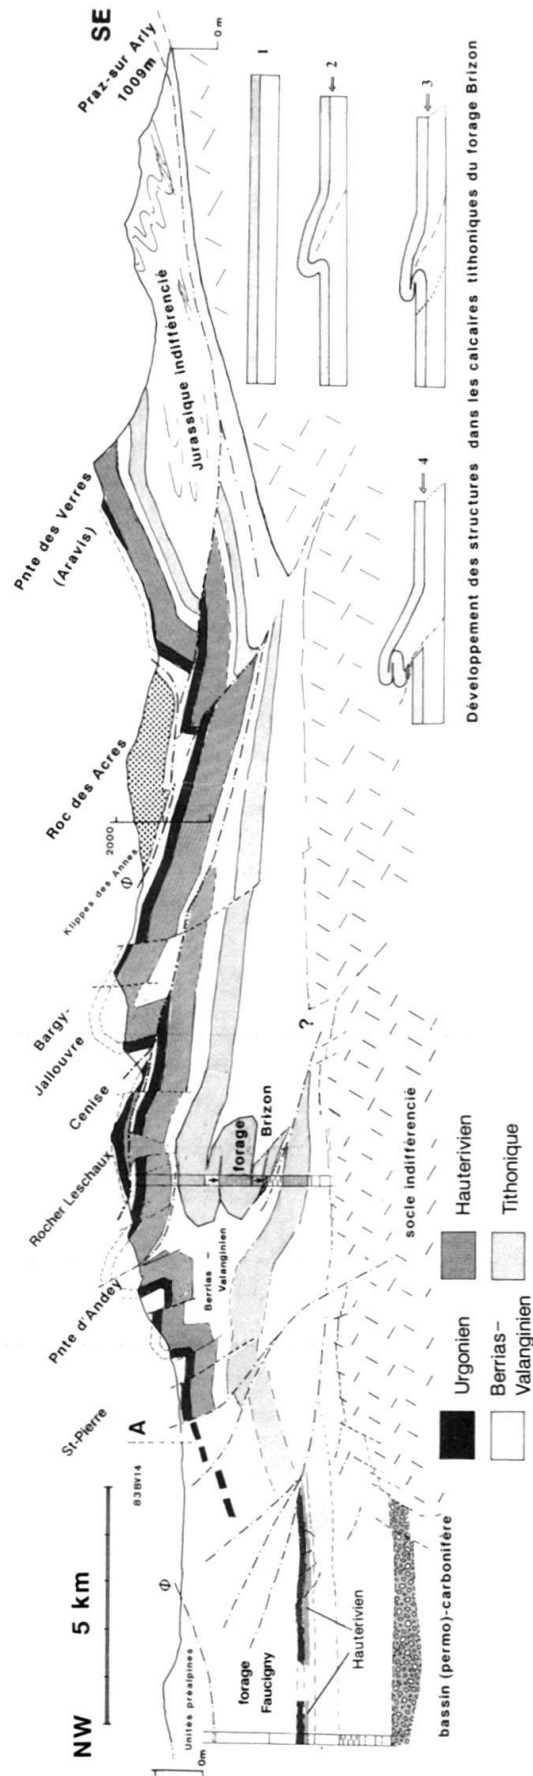 NW
5 km
SE
Unités préalpines
0m
Φ
83BV14
A
St-Pierre
Pnte d'Andey
Rocher Leschaux
Cenise
Bargy-
Jallouvre
Klippes des Annes
Φ
2000
Roc des Acres
Pnte des Verres
(Aravis)
Praz-sur Arly
1009m
0m
Jurassique indifférencié
forage
Faucigny
Hauterivien
Berrias –
Valanginien
forage
Brizon
?
socle indifférencié
bassin (permo)-carbonifère
Urgonien
Hauterivien
Berrias–
Valanginien
Tithonique
1
2
3
4
Développement des structures dans les calcaires tithoniques du forage Brizon